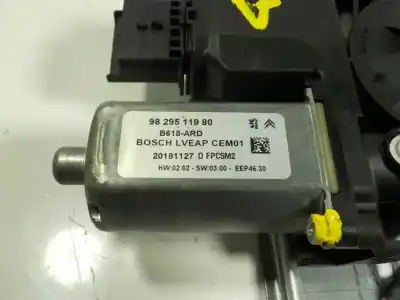 98 295 119 80
B618-ARD
BOSCH LVEAP CEM01
20181127 D FPC5M2
HW:02.02 - SW:03.00 - EEP46.30